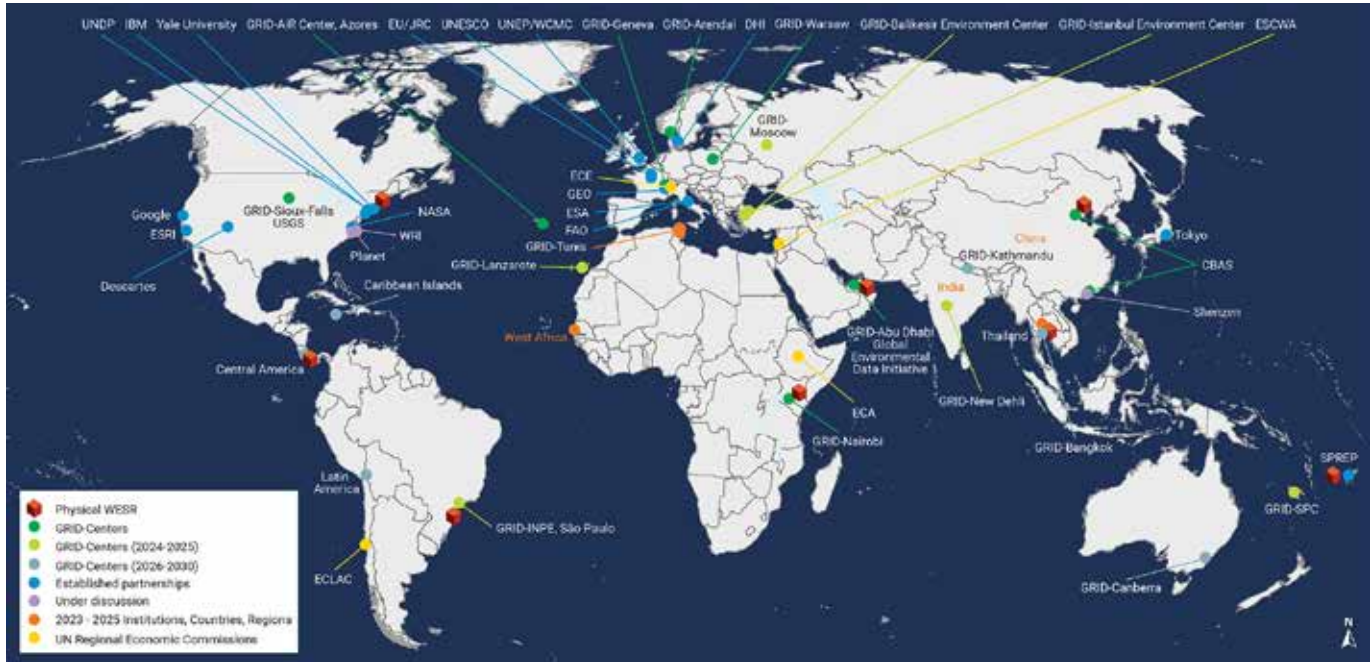 UNDP IBM Yale University GRID-AIR Center, Azores EU/JRC UNESCO UNEP/WCMC GRID-Geneva GRID-Arendal DHI GRID-Warsaw GRID-Balikesir Environment Center GRID-Istanbul Environment Center ESCWA
GRID-
Moscow
ECE
GEO
ESA
FAO
GRID-Tunis
GRID-Lanzarote
Google
ESRI
GRID-Sioux-Falls
USGS
NASA
WRI
Planet
Descartes
Caribbean Islands
Central America
West Africa
China
GRID-Kathmandu
India
Tokyo
CBAS
Shenzen
Thailand
GRID-Abu Dhabi
Global
Environmental
Data Initiative
ECA
GRID-Nairobi
GRID-New Dehli
GRID-Bangkok
SPREP
GRID-SPC
GRID-Canberra
Latin
America
GRID-INPE, São Paulo
ECLAC
Physical WESR
GRID-Centers
GRID-Centers (2024-2025)
GRID-Centers (2026-2030)
Established partnerships
Under discussion
2023 - 2025 Institutions, Countries, Regions
UN Regional Economic Commissions
N